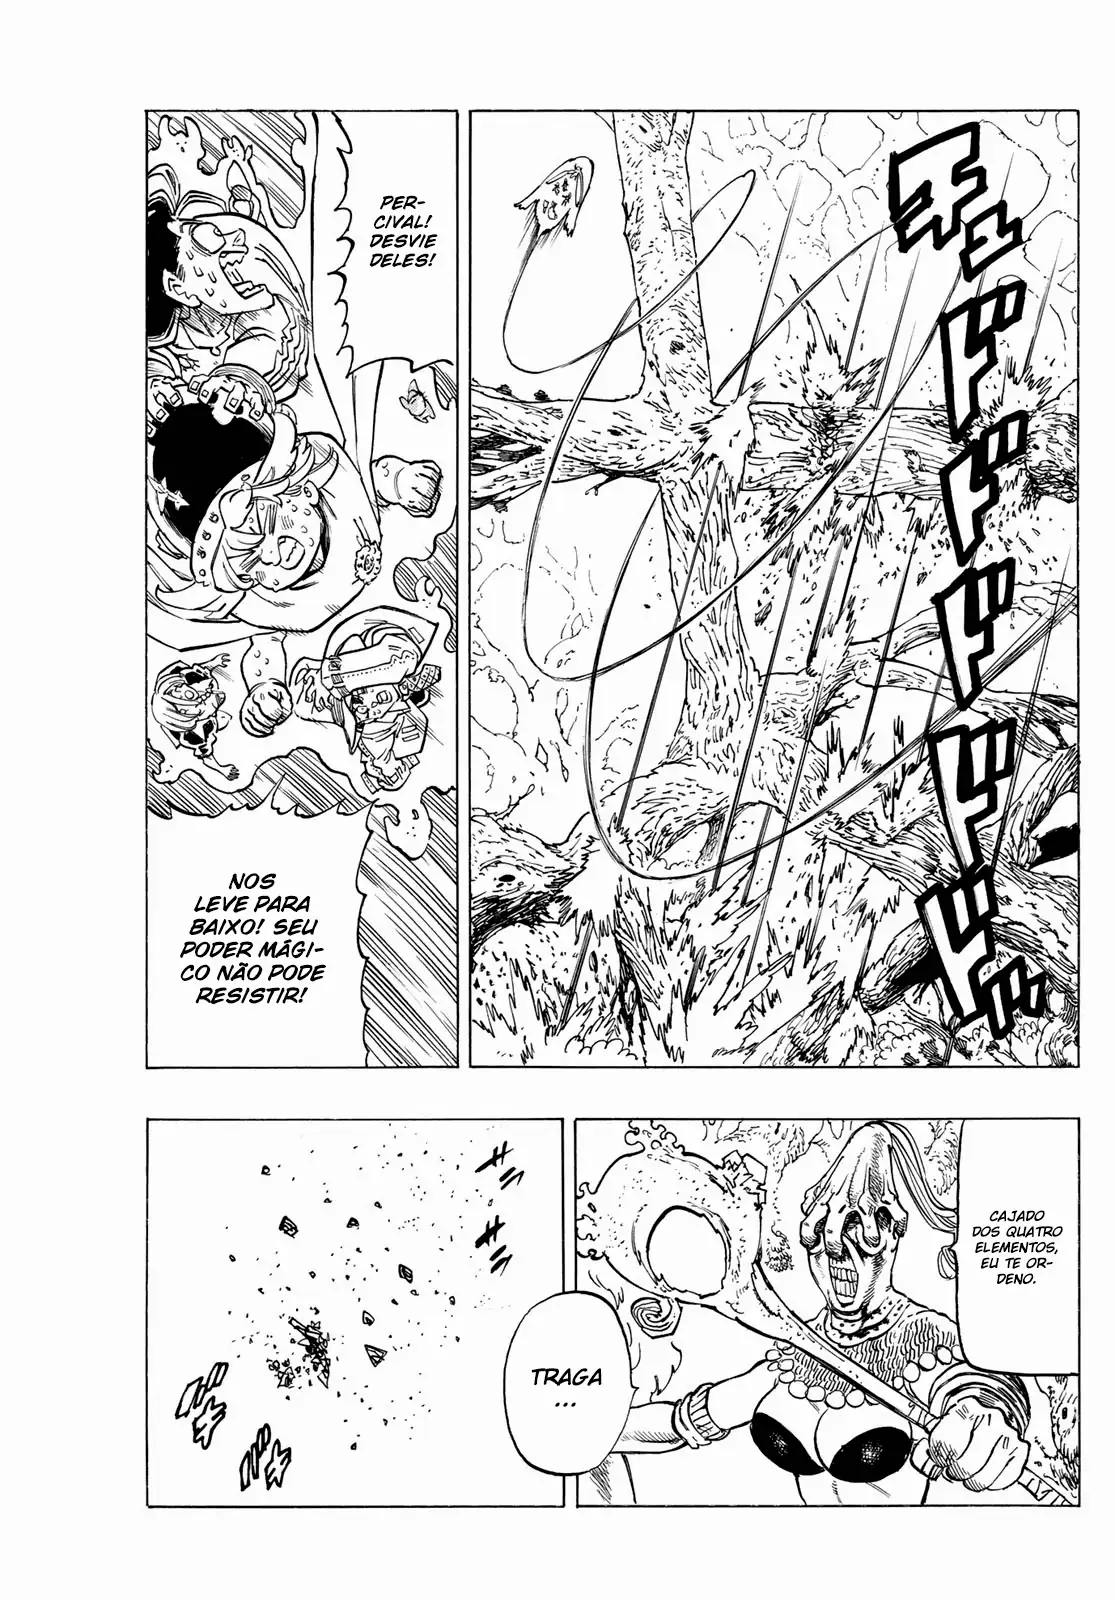 PER-
CIVAL!
DESVIE
DELES!
NOS
LEVE PARA
BAIXO! SEU
PODER MÁGI-
CO NÃO PODE
RESISTIR!
CAJADO
DOS QUATRO
ELEMENTOS,
EU TE OR-
DENO.
TRAGA
...